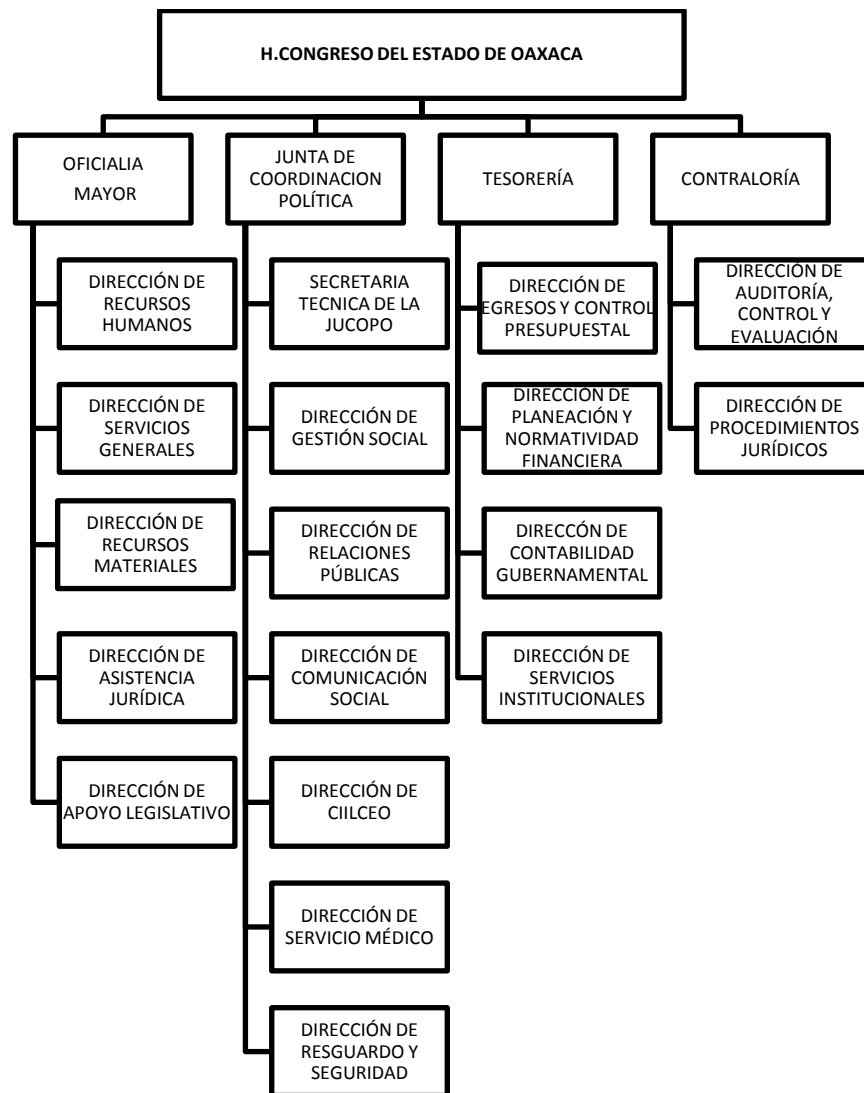 H.CONGRESO DEL ESTADO DE OAXACA
OFICIALIA
MAYOR
JUNTA DE
COORDINACION
POLÍTICA
TESORERÍA
CONTRALORÍA
DIRECCIÓN DE
RECURSOS
HUMANOS
DIRECCIÓN DE
SERVICIOS
GENERALES
DIRECCIÓN DE
RECURSOS
MATERIALES
DIRECCIÓN DE
ASISTENCIA
JURÍDICA
DIRECCIÓN DE
APOYO LEGISLATIVO
SECRETARIA
TECNICA DE LA
JUCOPO
DIRECCIÓN DE
GESTIÓN SOCIAL
DIRECCIÓN DE
RELACIONES
PÚBLICAS
DIRECCIÓN DE
COMUNICACIÓN
SOCIAL
DIRECCIÓN DE
CIILCEO
DIRECCIÓN DE
SERVICIO MÉDICO
DIRECCIÓN DE
RESGUARDO Y
SEGURIDAD
DIRECCIÓN DE
EGRESOS Y CONTROL
PRESUPUESTAL
DIRECCIÓN DE
PLANEACIÓN Y
NORMATIVIDAD
FINANCIERA
DIRECCÓN DE
CONTABILIDAD
GUBERNAMENTAL
DIRECCIÓN DE
SERVICIOS
INSTITUCIONALES
DIRECCIÓN DE
AUDITORÍA,
CONTROL Y
EVALUACIÓN
DIRECCIÓN DE
PROCEDIMIENTOS
JURÍDICOS